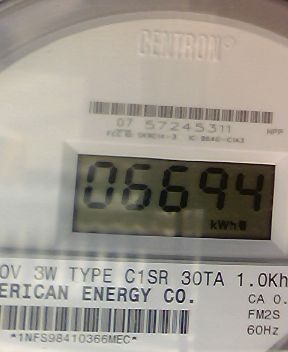 CENTRON®
07 57245311
HPP
06694
kWh
0V 3W TYPE C1SR 30TA 1.0Kh
ERICAN ENERGY CO.
CA 0.
FM2S
60Hz
*1NFS98410366MEC*